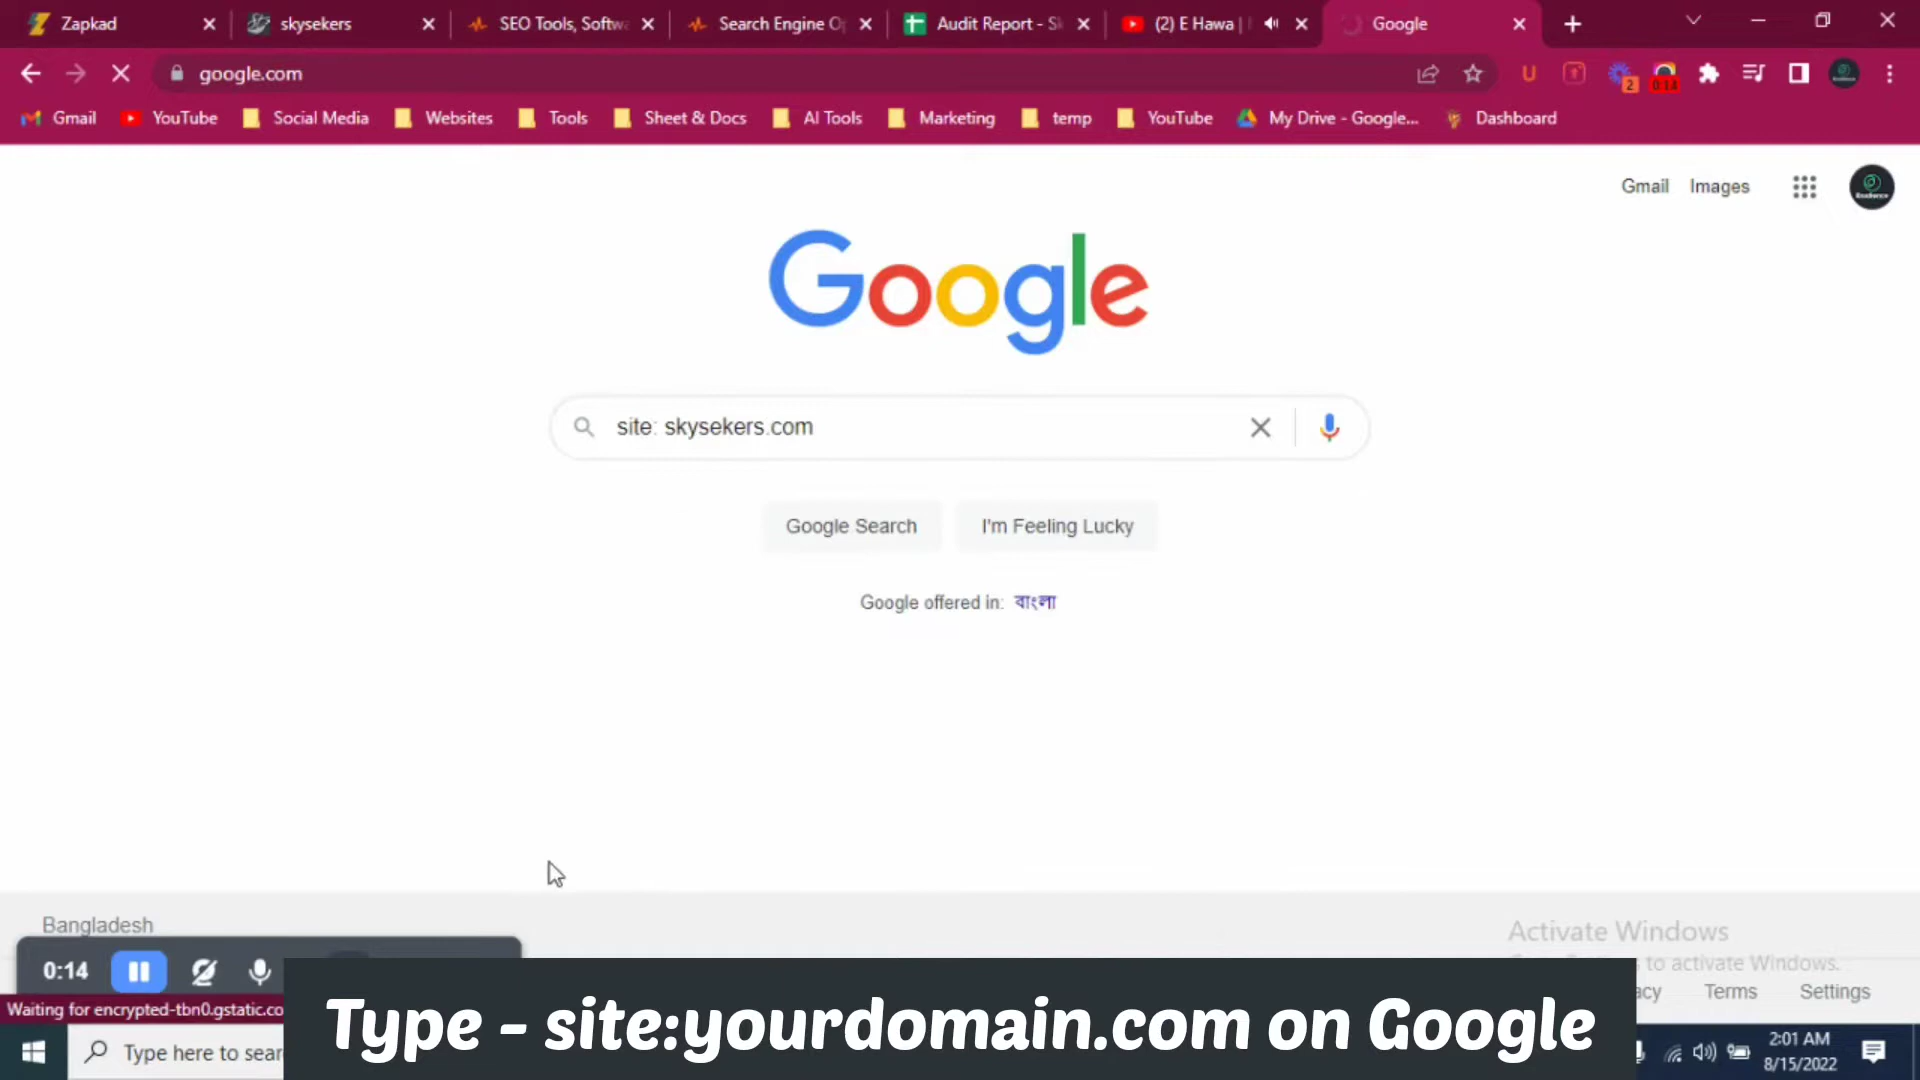 Zapkad
skysekers
SEO Tools, Softw
Search Engine O
Audit Report - S
(2) E Hawa |
Google
google.com
2
0:14
Gmail
YouTube
Social Media
Websites
Tools
Sheet & Docs
AI Tools
Marketing
temp
YouTube
My Drive - Google...
Dashboard
Gmail
Images
Google
site: skysekers.com
Google Search
I'm Feeling Lucky
Google offered in: বাংলা
Bangladesh
Activate Windows
to activate Windows.
0:14
Terms
Settings
Waiting for encrypted-tbn0.gstatic.co
Type - site:yourdomain.com on Google
Type here to sear
2:01 AM
8/15/2022